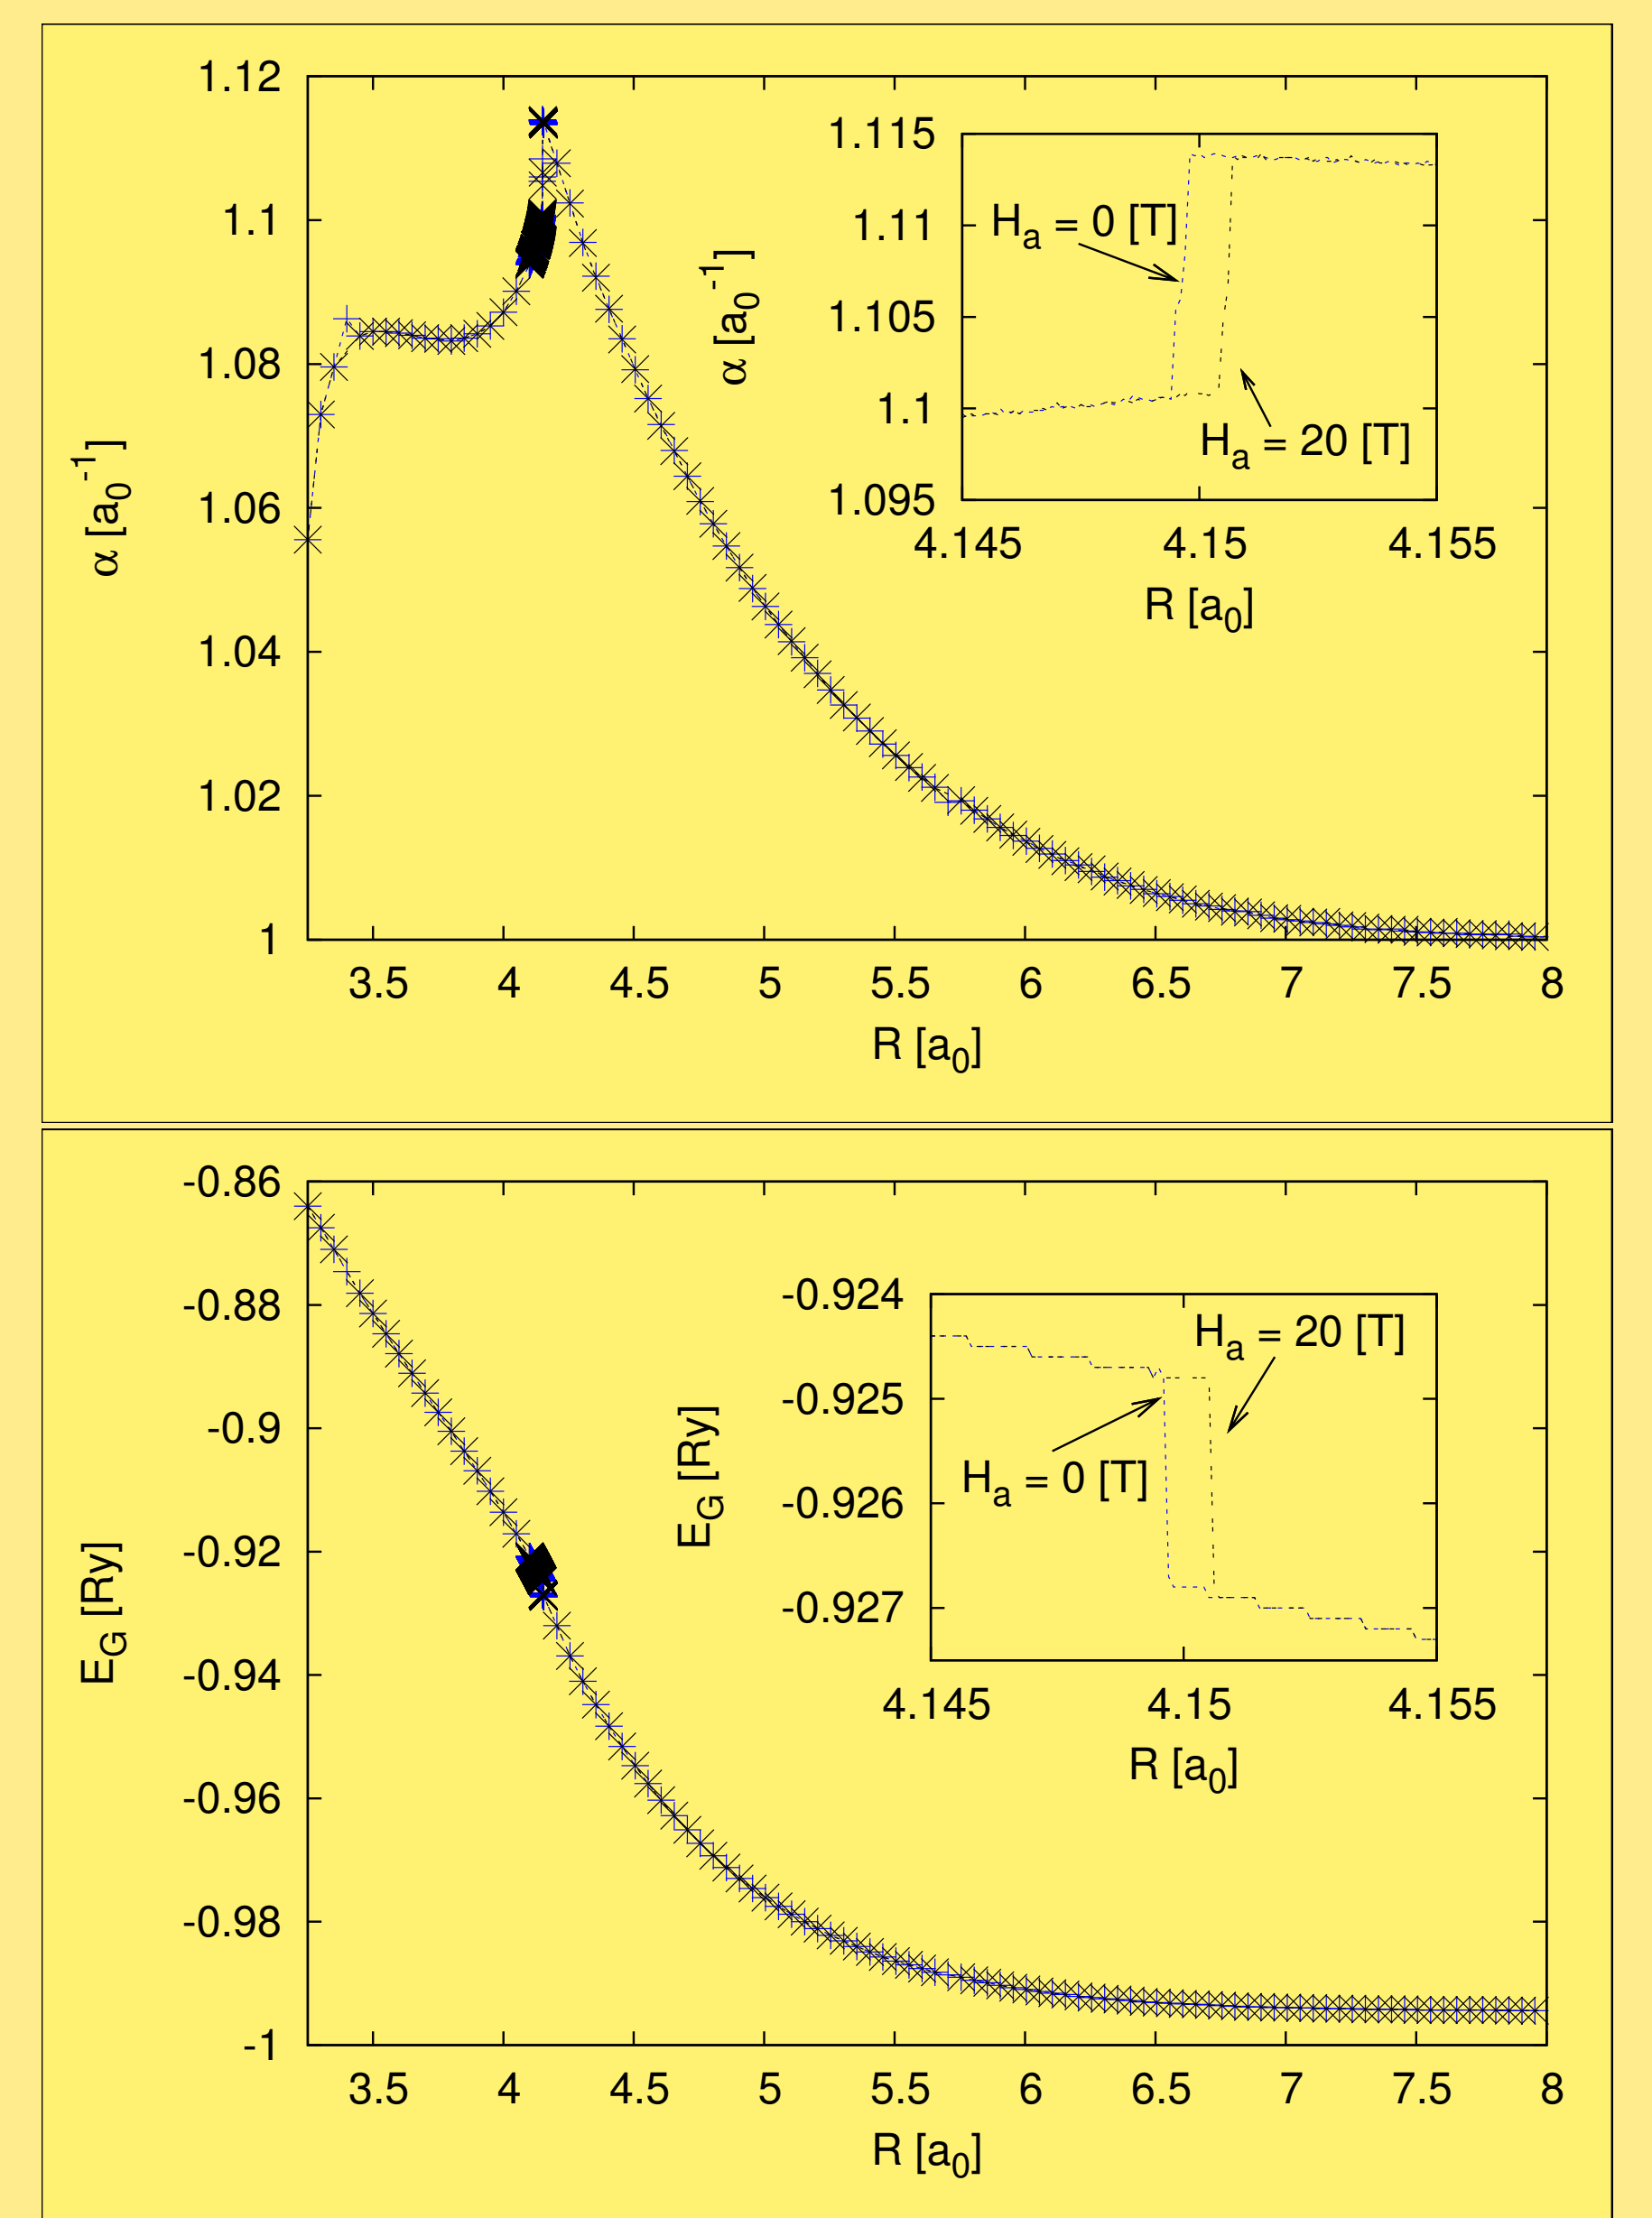 1.12
1.1
1.08
1.06
1.04
1.02
1
α [a0-1]
3.5 4 4.5 5 5.5 6 6.5 7 7.5 8
R [a0]
1.115
1.11
1.105
1.1
1.095
α [a0-1]
Ha = 0 [T]
Ha = 20 [T]
4.145 4.15 4.155
R [a0]
-0.86
-0.88
-0.9
-0.92
-0.94
-0.96
-0.98
-1
EG [Ry]
3.5 4 4.5 5 5.5 6 6.5 7 7.5 8
R [a0]
-0.924
-0.925
-0.926
-0.927
EG [Ry]
Ha = 20 [T]
Ha = 0 [T]
4.145 4.15 4.155
R [a0]